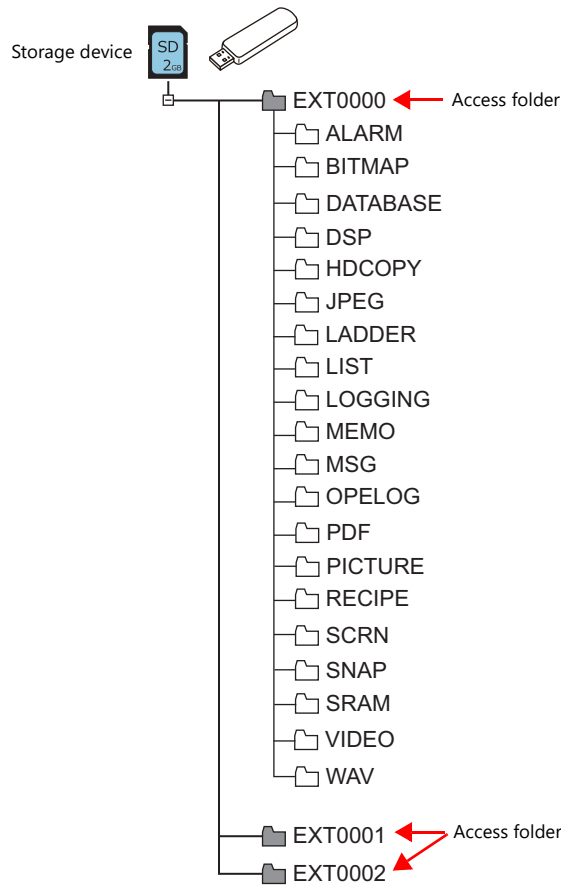 Storage device
SD
2GB
EXT0000
Access folder
ALARM
BITMAP
DATABASE
DSP
HDCOPY
JPEG
LADDER
LIST
LOGGING
MEMO
MSG
OPELOG
PDF
PICTURE
RECIPE
SCRN
SNAP
SRAM
VIDEO
WAV
EXT0001
Access folder
EXT0002